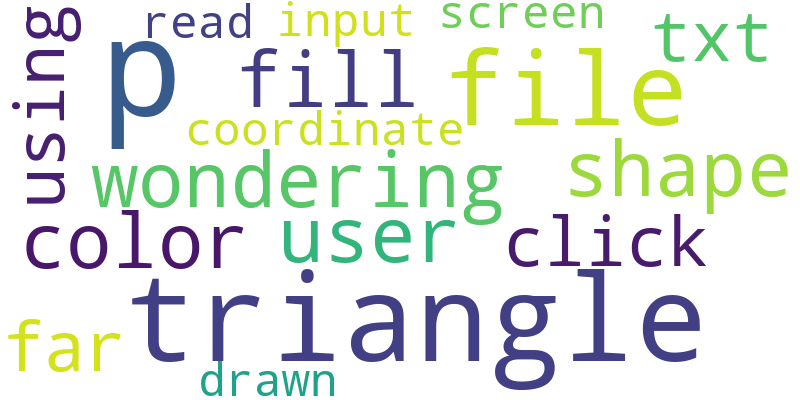 read input screen
txt
using
p fill file
coordinate
wondering shape
color user click
triangle
far
drawn